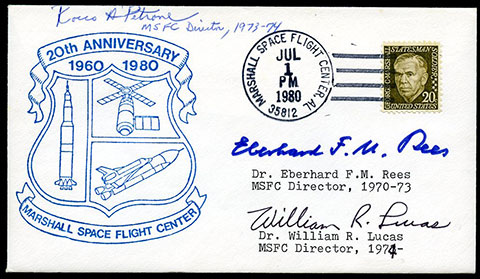 Rocco A Petrone
MSFC Director, 1973-74
20th ANNIVERSARY
1960 1980
MARSHALL SPACE FLIGHT CENTER
MARSHALL SPACE FLIGHT CENTER, AL
JUL
1
PM
1980
35812
UNITED STATES
20
Eberhard F. M. Rees
Dr. Eberhard F.M. Rees
MSFC Director, 1970-73
William R. Lucas
Dr. William R. Lucas
MSFC Director, 1974-